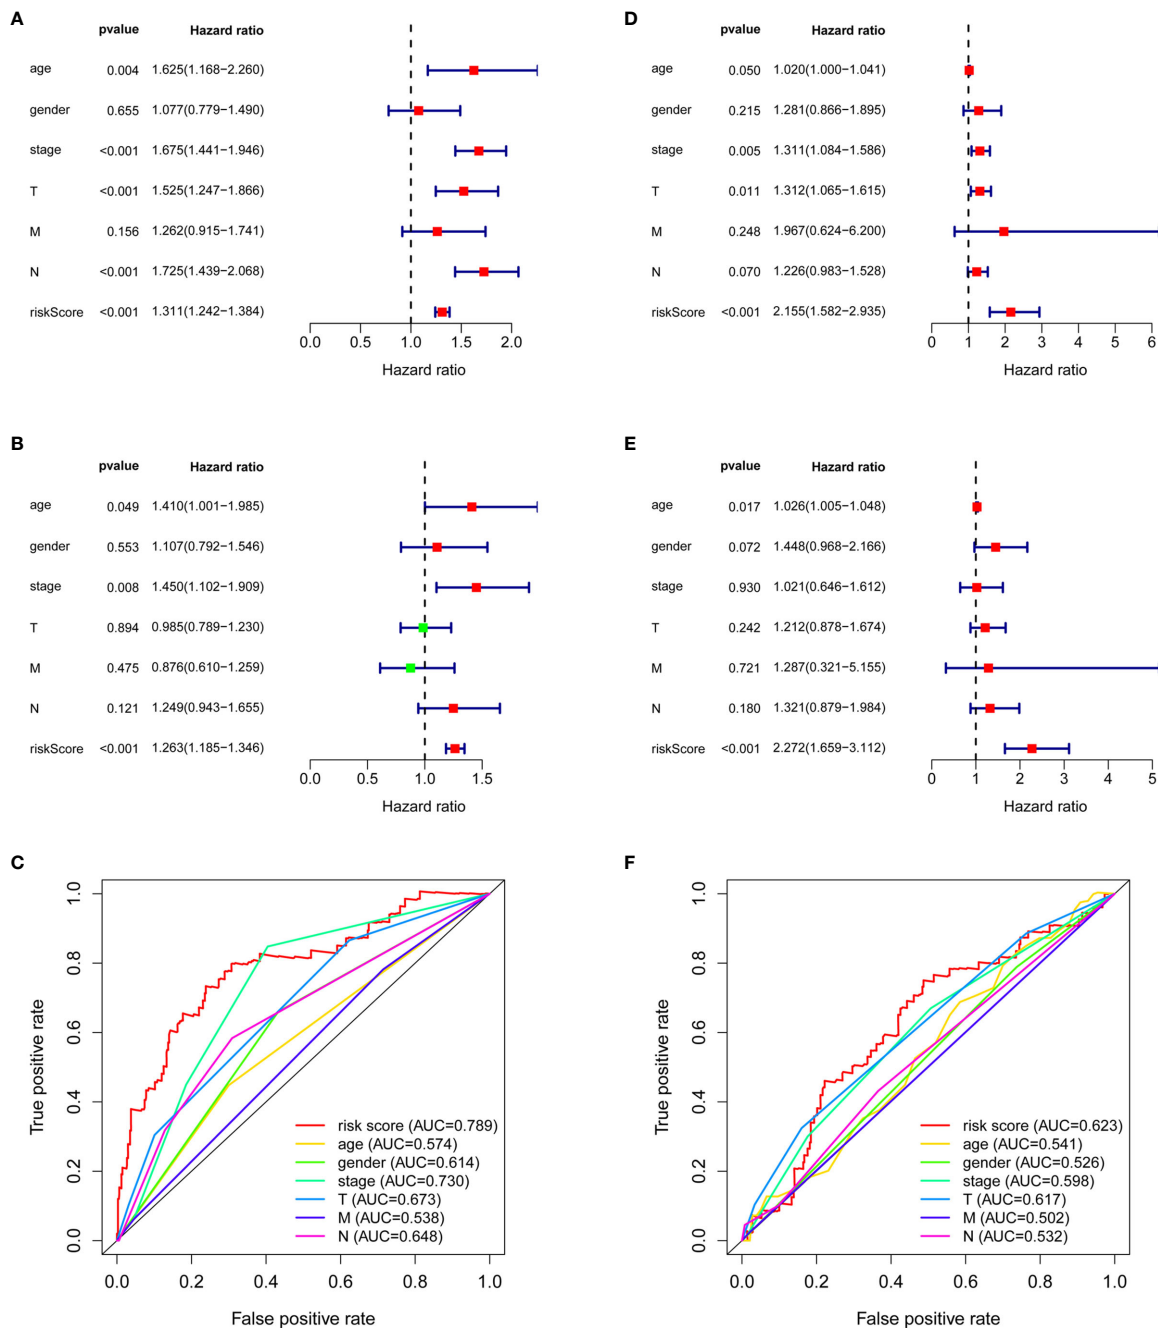 A
pvalue Hazard ratio
age 0.004 1.625(1.168−2.260)
gender 0.655 1.077(0.779−1.490)
stage <0.001 1.675(1.441−1.946)
T <0.001 1.525(1.247−1.866)
M 0.156 1.262(0.915−1.741)
N <0.001 1.725(1.439−2.068)
riskScore <0.001 1.311(1.242−1.384)
0.0 1.0 1.5 2.0
Hazard ratio
D
pvalue Hazard ratio
age 0.050 1.020(1.000−1.041)
gender 0.215 1.281(0.866−1.895)
stage 0.005 1.311(1.084−1.586)
T 0.011 1.312(1.065−1.615)
M 0.248 1.967(0.624−6.200)
N 0.070 1.226(0.983−1.528)
riskScore <0.001 2.155(1.582−2.935)
0 1 2 3 4 5 6
Hazard ratio
B
pvalue Hazard ratio
age 0.049 1.410(1.001−1.985)
gender 0.553 1.107(0.792−1.546)
stage 0.008 1.450(1.102−1.909)
T 0.894 0.985(0.789−1.230)
M 0.475 0.876(0.610−1.259)
N 0.121 1.249(0.943−1.655)
riskScore <0.001 1.263(1.185−1.346)
0.0 0.5 1.0 1.5
Hazard ratio
E
pvalue Hazard ratio
age 0.017 1.026(1.005−1.048)
gender 0.072 1.448(0.968−2.166)
stage 0.930 1.021(0.646−1.612)
T 0.242 1.212(0.878−1.674)
M 0.721 1.287(0.321−5.155)
N 0.180 1.321(0.879−1.984)
riskScore <0.001 2.272(1.659−3.112)
0 1 2 3 4 5
Hazard ratio
C
True positive rate
1.0
0.8
0.6
0.4
0.2
0.0
risk score (AUC=0.789)
age (AUC=0.574)
gender (AUC=0.614)
stage (AUC=0.730)
T (AUC=0.673)
M (AUC=0.538)
N (AUC=0.648)
0.0 0.2 0.4 0.6 0.8 1.0
False positive rate
F
True positive rate
1.0
0.8
0.6
0.4
0.2
0.0
risk score (AUC=0.623)
age (AUC=0.541)
gender (AUC=0.526)
stage (AUC=0.598)
T (AUC=0.617)
M (AUC=0.502)
N (AUC=0.532)
0.0 0.2 0.4 0.6 0.8 1.0
False positive rate